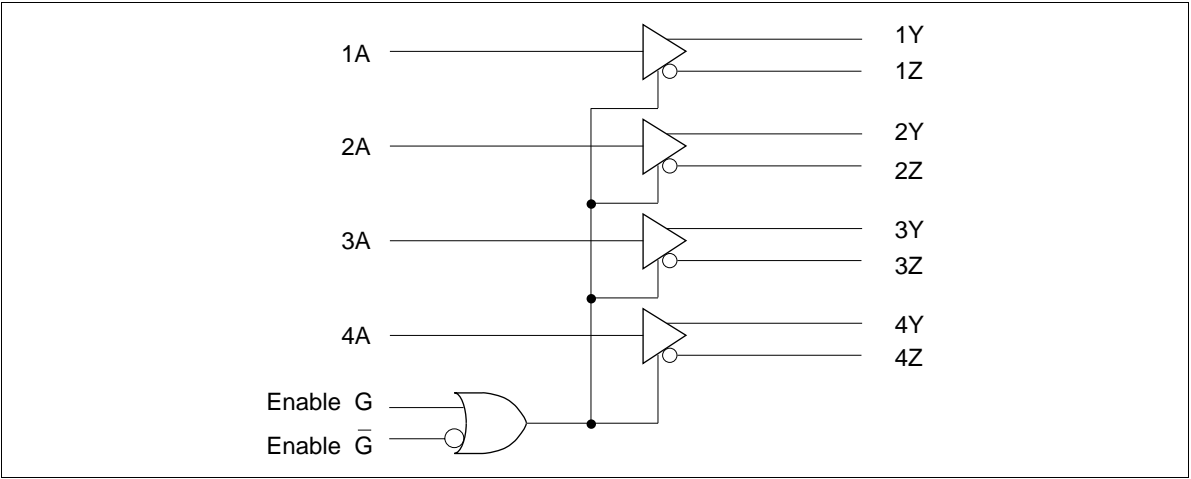 1A
1Y
1Z
2A
2Y
2Z
3A
3Y
3Z
4A
4Y
4Z
Enable G
Enable G̅